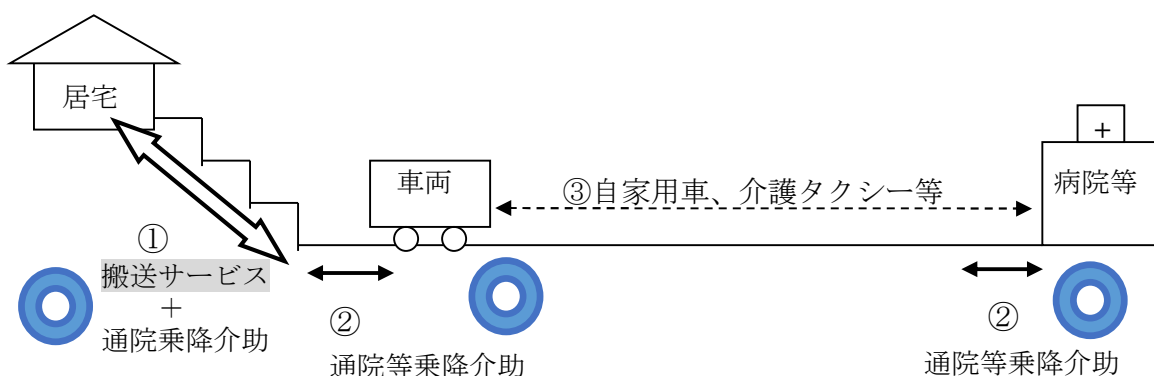 居宅
車両
③自家用車、介護タクシー等
+
病院等
①
搬送サービス
+
通院乗降介助
②
通院等乗降介助
②
通院等乗降介助